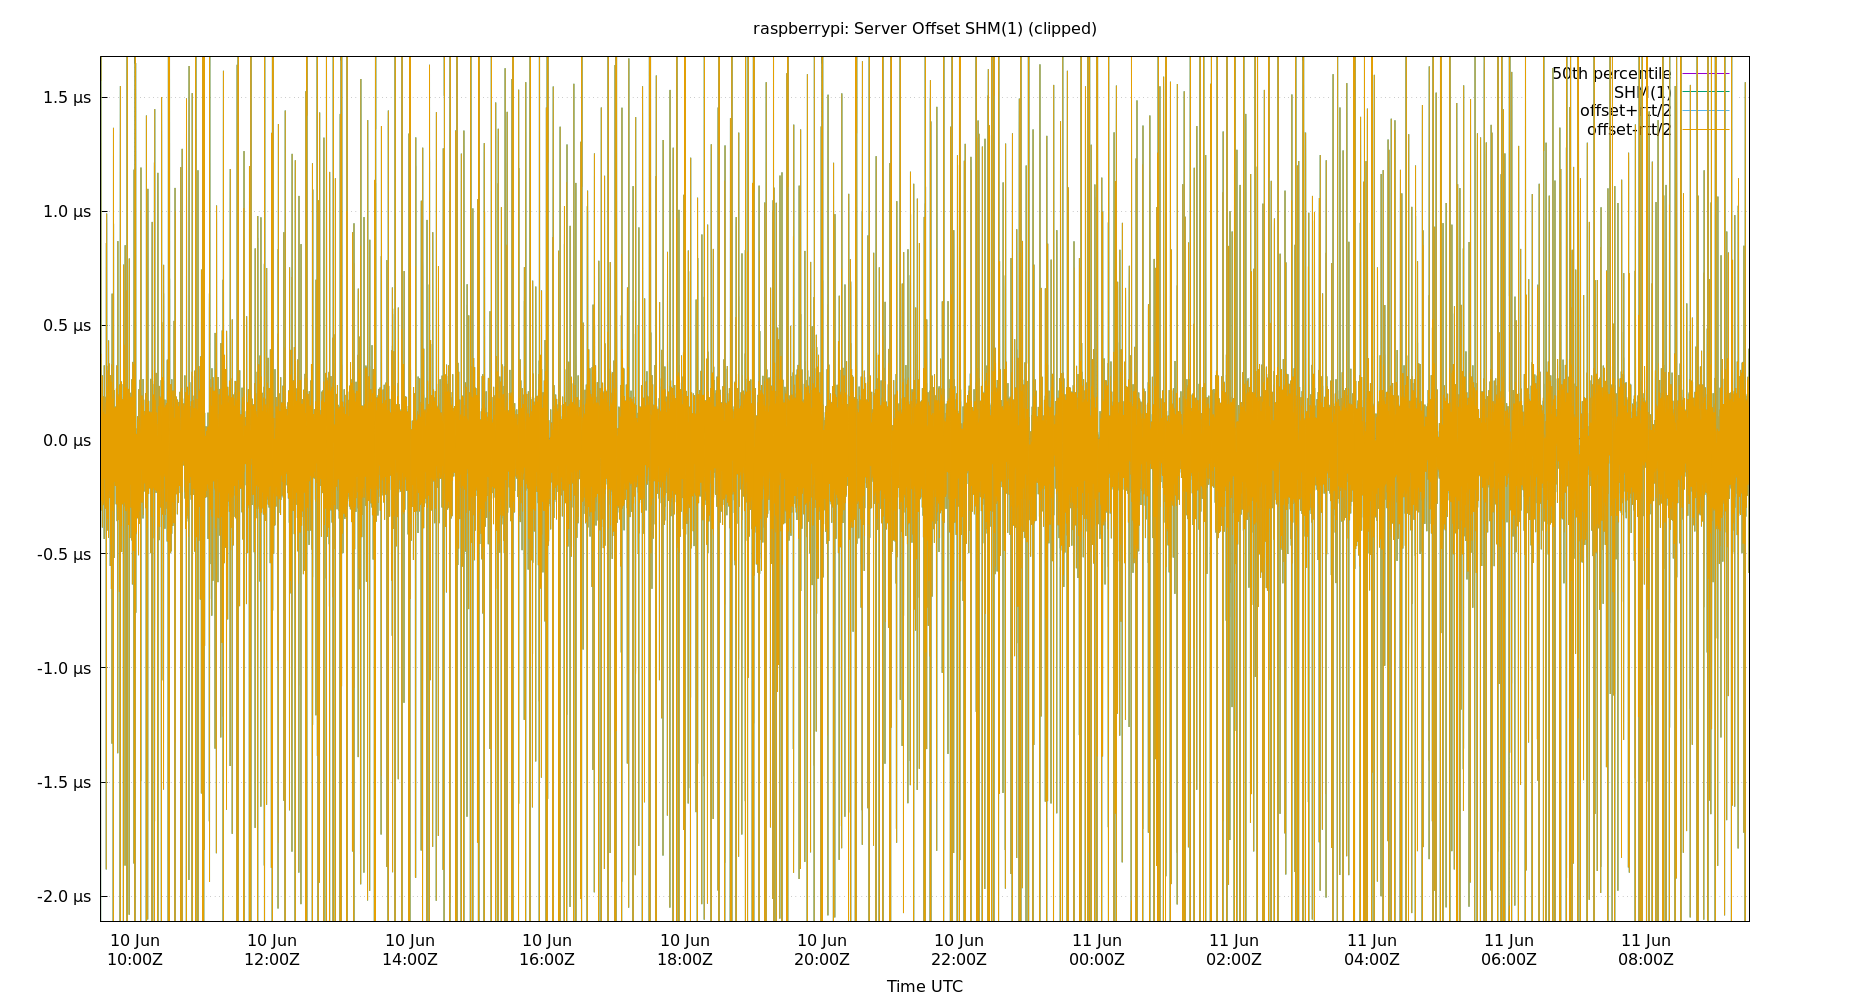 raspberrypi: Server Offset SHM(1) (clipped)
50th percentile
SHM(1)
offset+rtt/2
offset-rtt/2
1.5 µs
1.0 µs
0.5 µs
0.0 µs
-0.5 µs
-1.0 µs
-1.5 µs
-2.0 µs
10 Jun 10 Jun 10 Jun 10 Jun 10 Jun 10 Jun 10 Jun 11 Jun 11 Jun 11 Jun 11 Jun 11 Jun
10:00Z 12:00Z 14:00Z 16:00Z 18:00Z 20:00Z 22:00Z 00:00Z 02:00Z 04:00Z 06:00Z 08:00Z
Time UTC